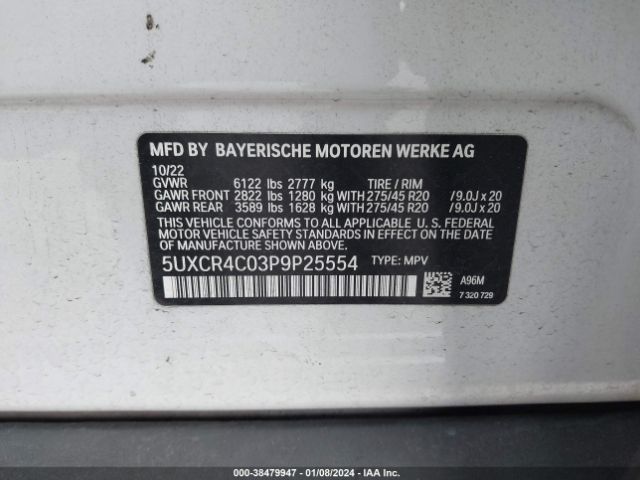 MFD BY BAYERISCHE MOTOREN WERKE AG
10/22
GVWR 6122 lbs 2777 kg TIRE / RIM
GAWR FRONT 2822 lbs 1280 kg WITH 275/45 R20 / 9.0J x 20
GAWR REAR 3589 lbs 1628 kg WITH 275/45 R20 / 9.0J x 20
THIS VEHICLE CONFORMS TO ALL APPLICABLE U. S. FEDERAL
MOTOR VEHICLE SAFETY STANDARDS IN EFFECT ON THE DATE
OF MANUFACTURE SHOWN ABOVE.
5UXCR4C03P9P25554 TYPE: MPV
A96M
7 320 729
000-38479947 - 01/08/2024 - IAA Inc.